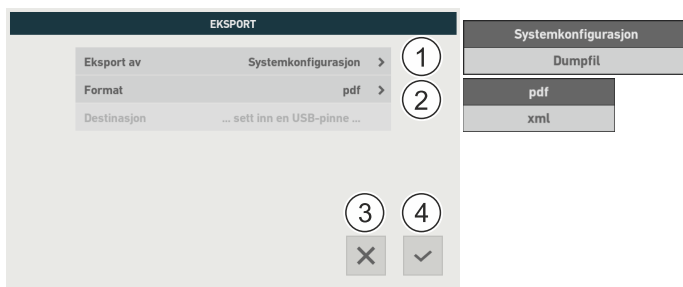 EKSPORT
Eksport av Systemkonfigurasjon > 1
Format pdf > 2
Destinasjon ... sett inn en USB-pinne ...
3 4
Systemkonfigurasjon
Dumpfil
pdf
xml